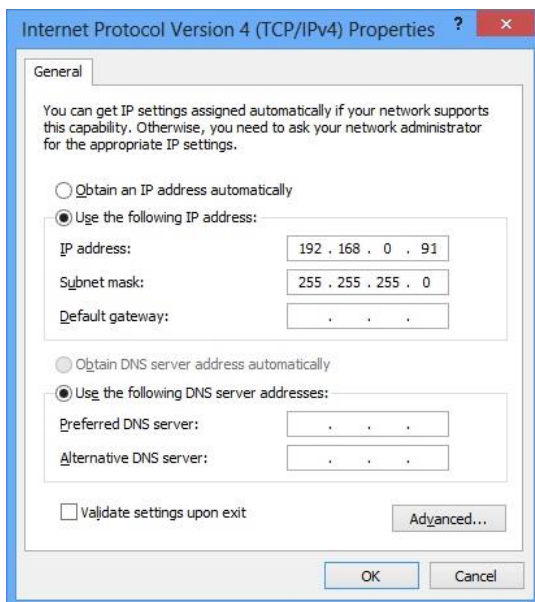 Internet Protocol Version 4 (TCP/IPv4) Properties ? ×
General
You can get IP settings assigned automatically if your network supports
this capability. Otherwise, you need to ask your network administrator
for the appropriate IP settings.
Obtain an IP address automatically
Use the following IP address:
IP address: 192 . 168 . 0 . 91
Subnet mask: 255 . 255 . 255 . 0
Default gateway: . . .
Obtain DNS server address automatically
Use the following DNS server addresses:
Preferred DNS server: . . .
Alternative DNS server: . . .
Validate settings upon exit
Advanced...
OK Cancel